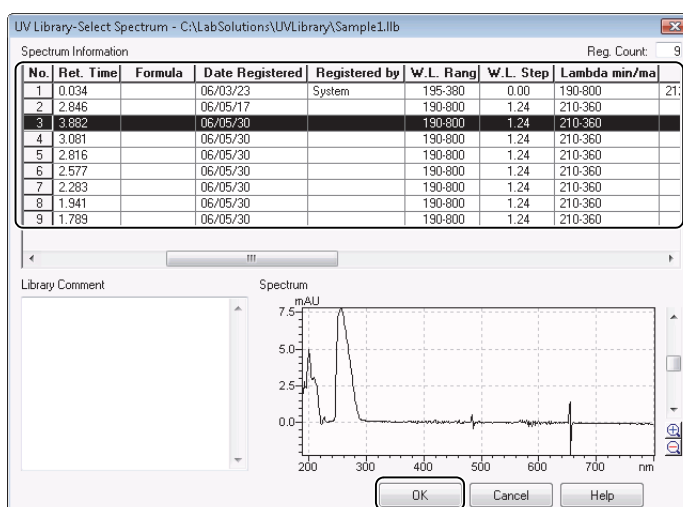 UV Library-Select Spectrum - C:\LabSolutions\UVLibrary\Sample1.llb
Spectrum Information Reg. Count: 9
No. Ret. Time Formula Date Registered Registered by W.L. Rang W.L. Step Lambda min/ma
1 0.034 06/03/23 System 195-380 0.00 190-800 21
2 2.846 06/05/17 190-800 1.24 210-360
3 3.882 06/05/30 190-800 1.24 210-360
4 3.081 06/05/30 190-800 1.24 210-360
5 2.816 06/05/30 190-800 1.24 210-360
6 2.577 06/05/30 190-800 1.24 210-360
7 2.283 06/05/30 190-800 1.24 210-360
8 1.941 06/05/30 190-800 1.24 210-360
9 1.789 06/05/30 190-800 1.24 210-360
Library Comment Spectrum
mAU
7.5
5.0
2.5
0.0
200 300 400 500 600 700 nm
OK Cancel Help